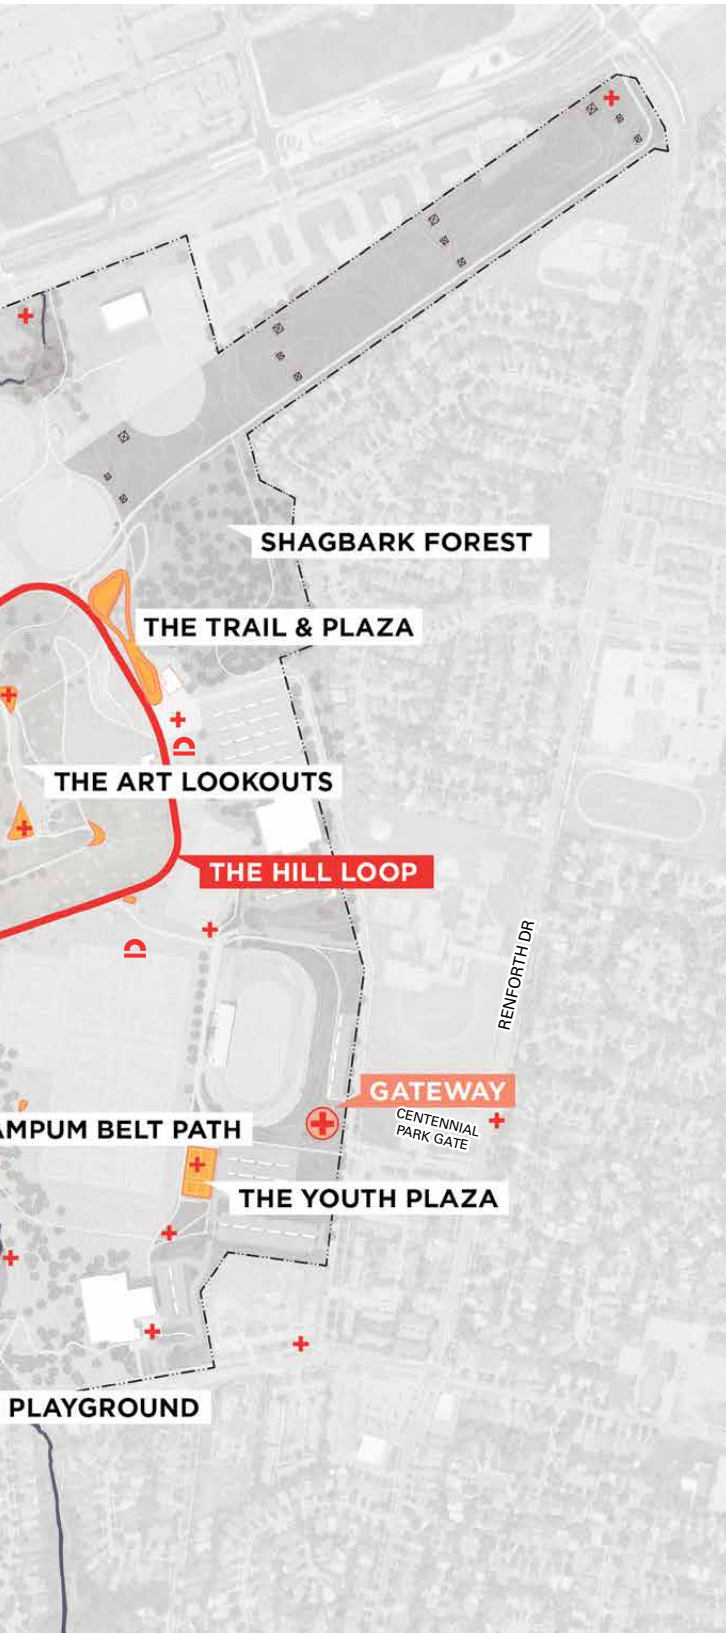 SHAGBARK FOREST
THE TRAIL & PLAZA
THE ART LOOKOUTS
THE HILL LOOP
RENFORTH DR
GATEWAY
CENTENNIAL
PARK GATE
AMPUM BELT PATH
THE YOUTH PLAZA
PLAYGROUND